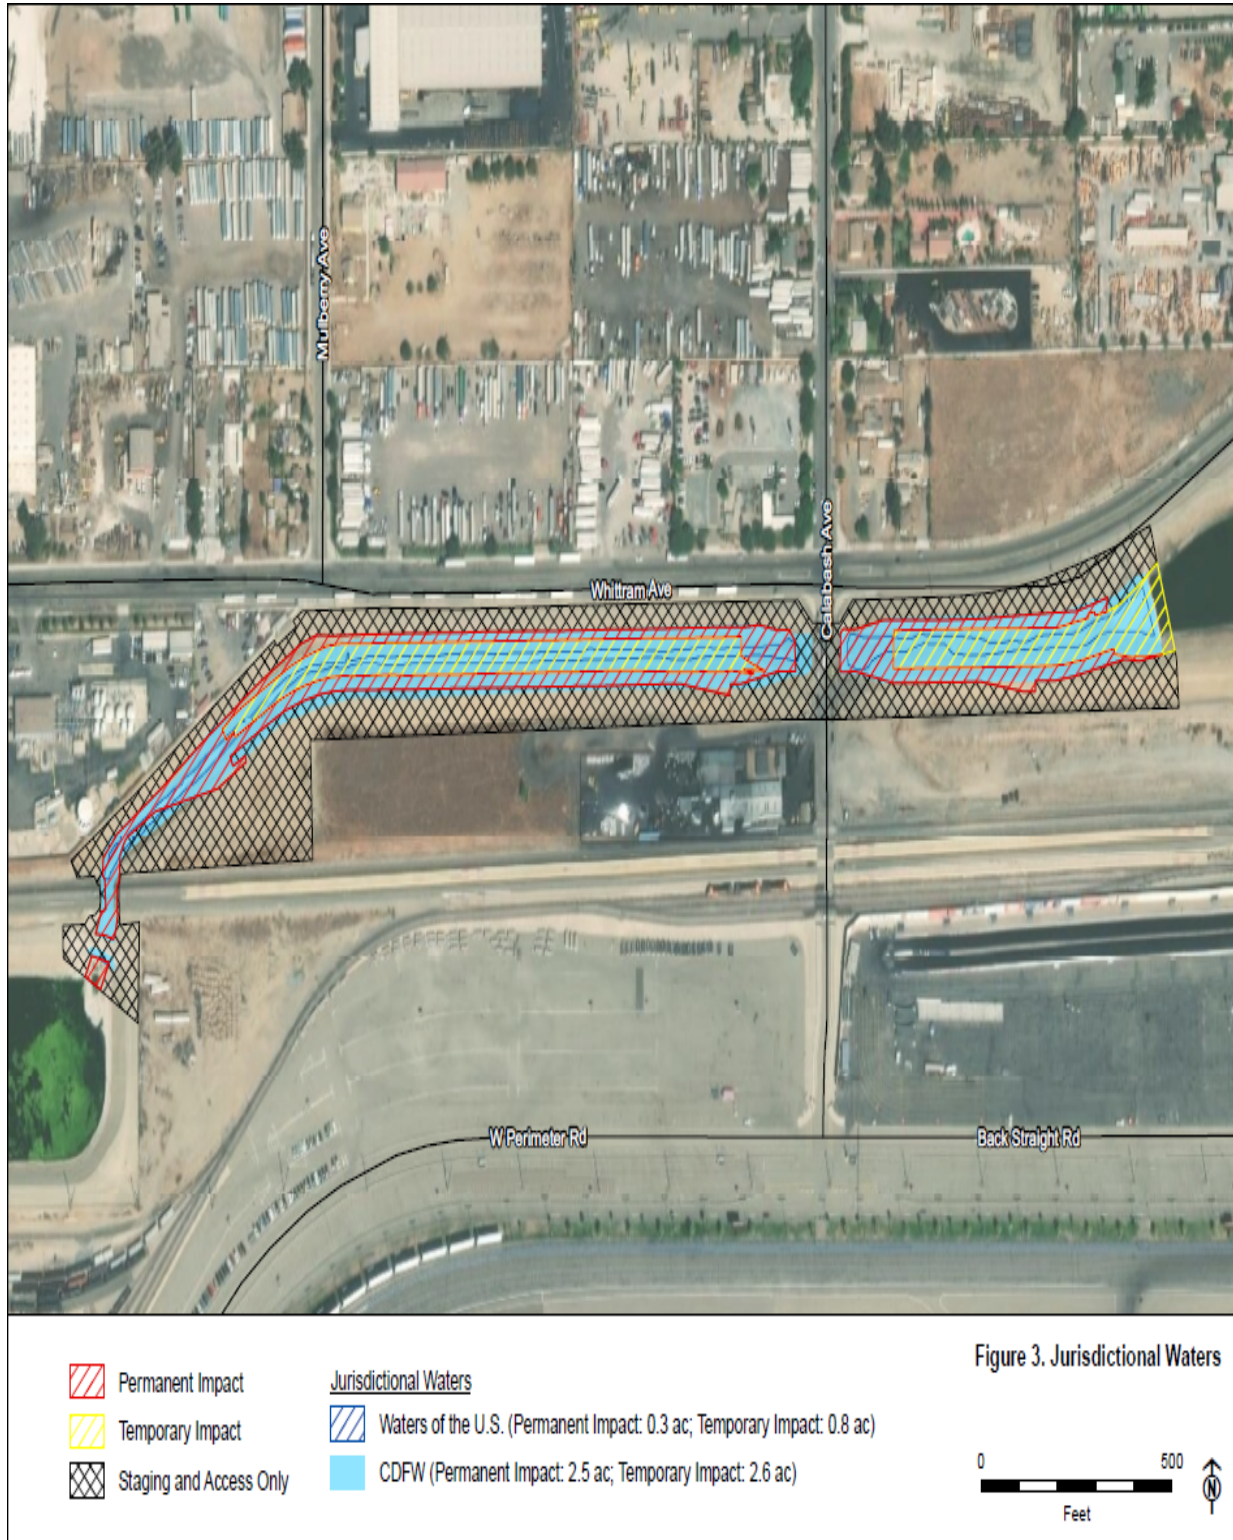 Mulberry Ave
Calabash Ave
Whittram Ave
W Perimeter Rd
Back Straight Rd
Figure 3. Jurisdictional Waters
Permanent Impact
Temporary Impact
Staging and Access Only
Jurisdictional Waters
Waters of the U.S. (Permanent Impact: 0.3 ac; Temporary Impact: 0.8 ac)
CDFW (Permanent Impact: 2.5 ac; Temporary Impact: 2.6 ac)
0 500
Feet
N